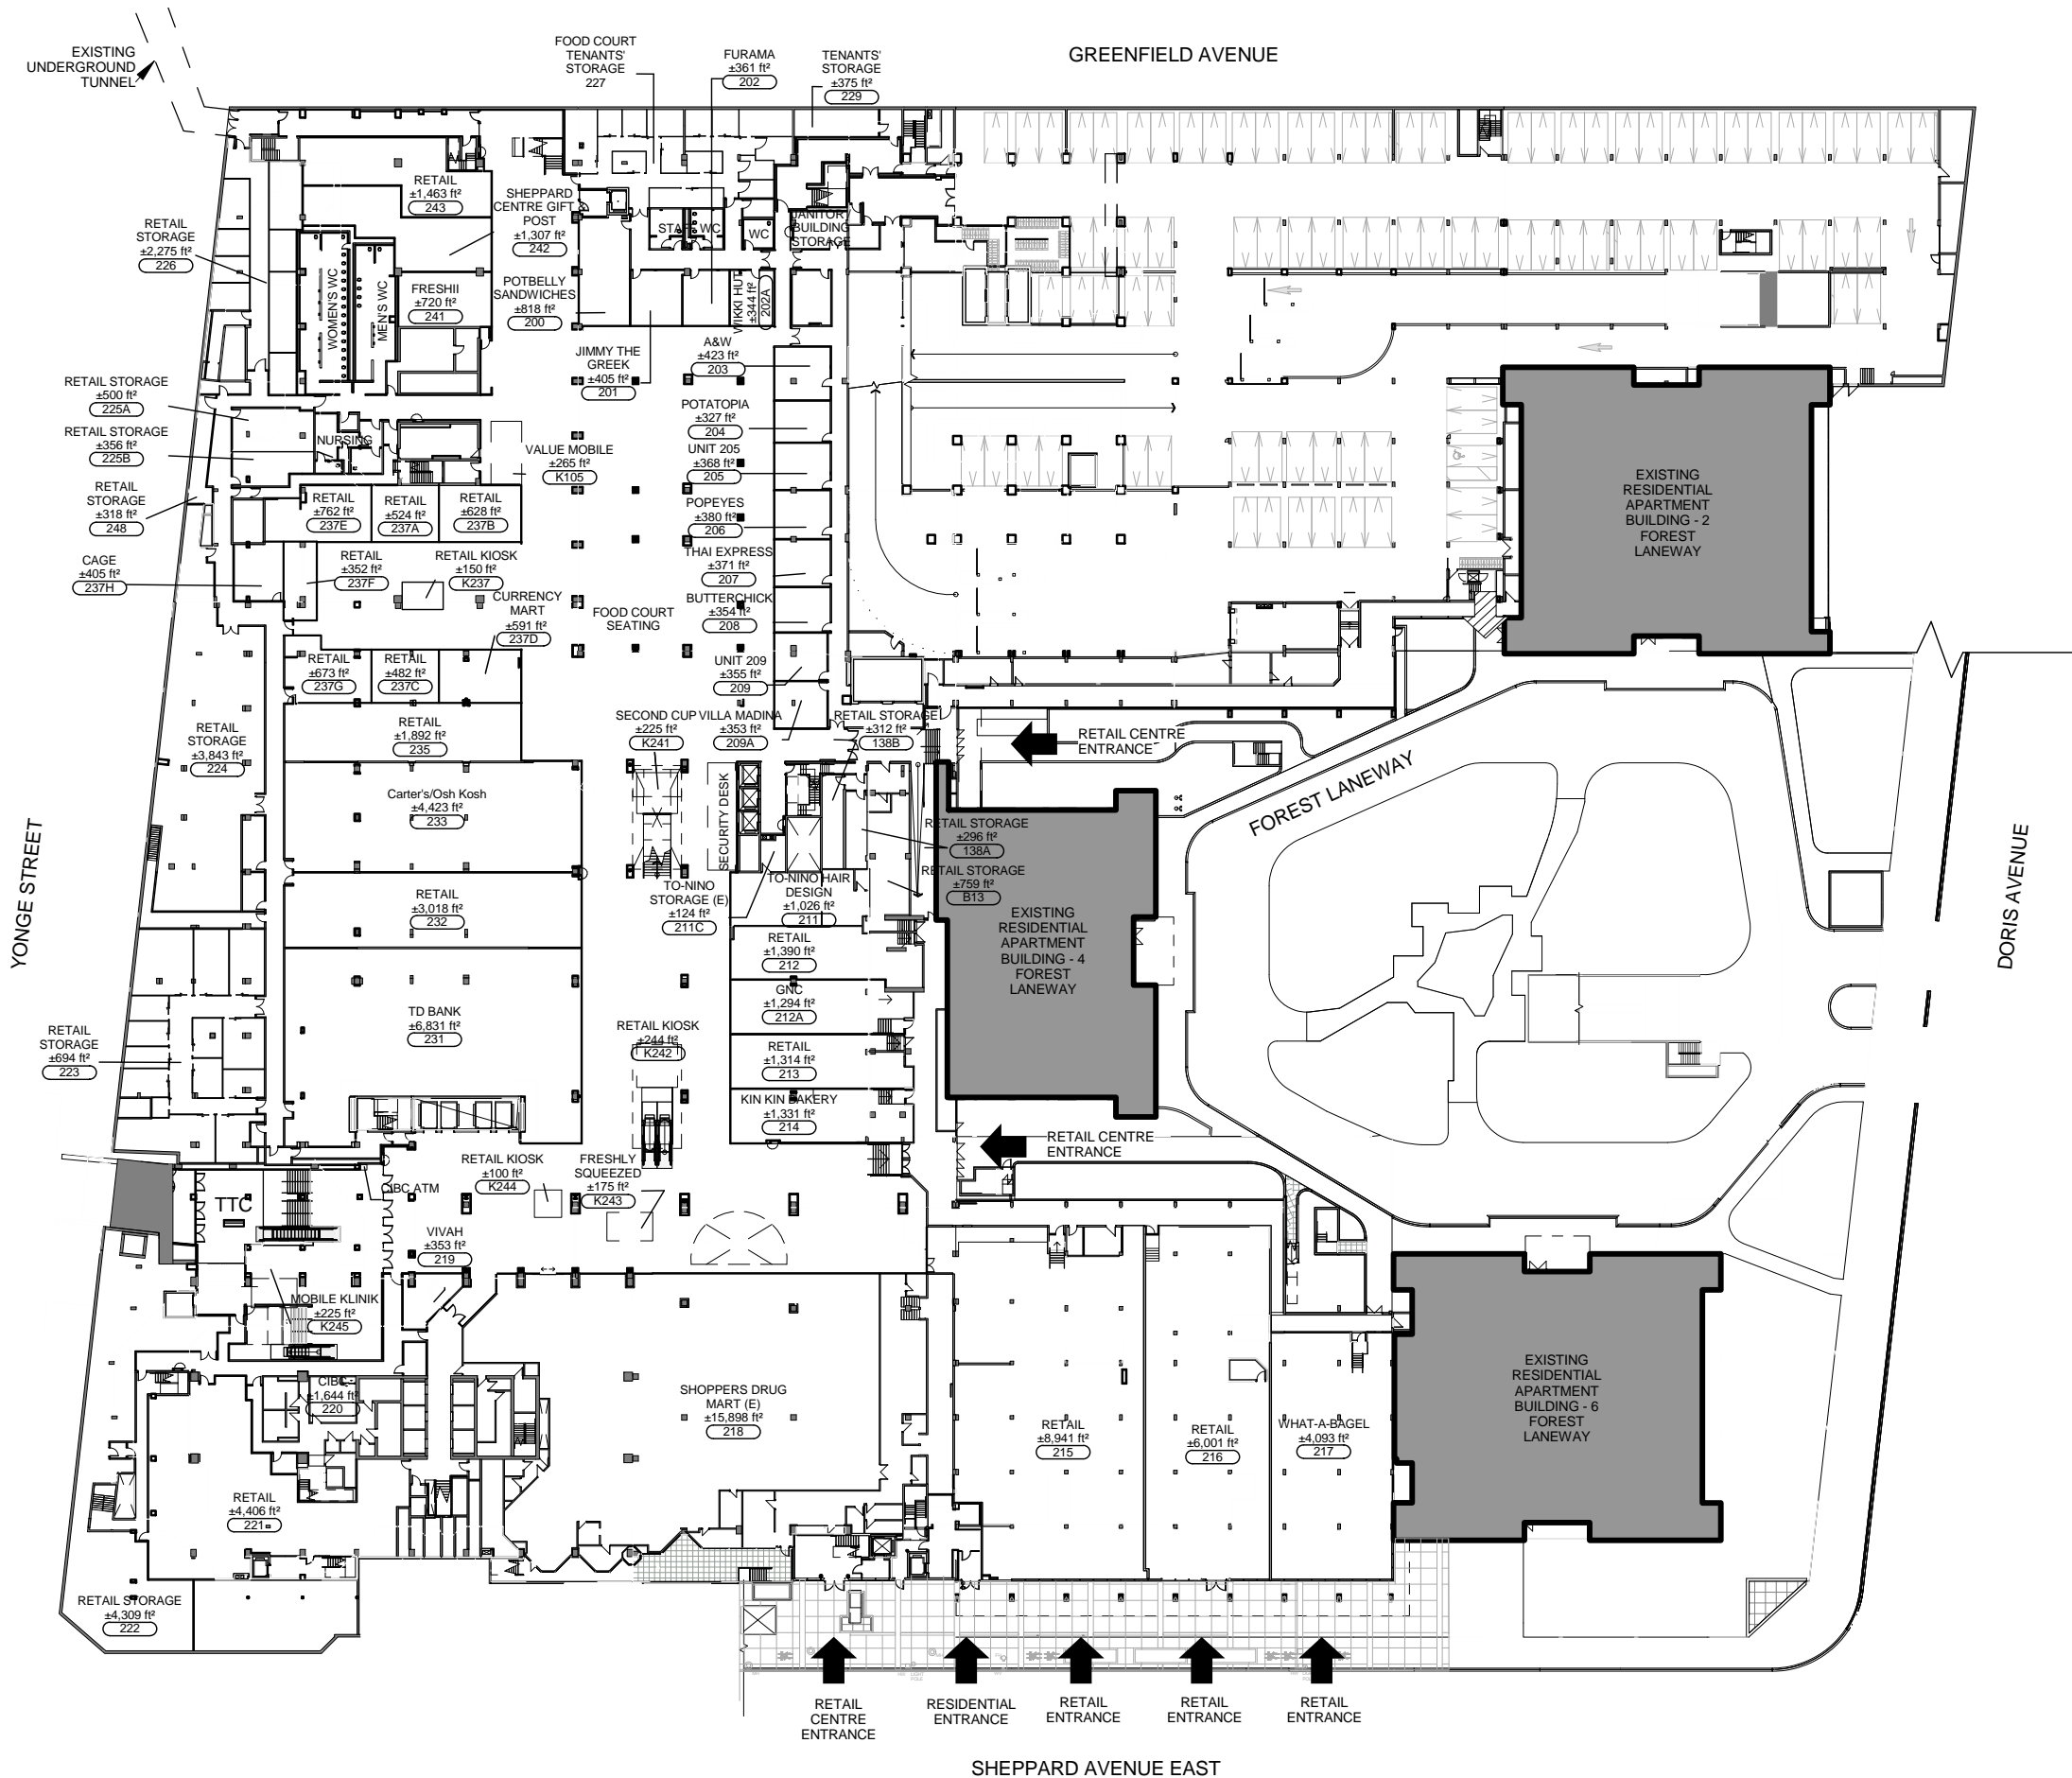 EXISTING
UNDERGROUND
TUNNEL
FOOD COURT
TENANTS'
STORAGE
227
FURAMA
±361 ft²
202
TENANTS'
STORAGE
±375 ft²
229
GREENFIELD AVENUE
RETAIL
±1,463 ft²
243
SHEPPARD
CENTRE GIFT
POST
±1,307 ft²
242
RETAIL
STORAGE
±2,275 ft²
226
STAFF WC
WC
JANITOR /
BUILDING
STORAGE
WOMEN'S WC
MEN'S WC
FRESHII
±720 ft²
241
POTBELLY
SANDWICHES
±818 ft²
200
WIKKI HUT
±344 ft²
202A
JIMMY THE
GREEK
±405 ft²
201
A&W
±423 ft²
203
RETAIL STORAGE
±500 ft²
225A
RETAIL STORAGE
±356 ft²
225B
NURSING
VALUE MOBILE
±265 ft²
K105
POTATOPIA
±327 ft²
204
UNIT 205
±368 ft²
205
RETAIL
STORAGE
±318 ft²
248
RETAIL
±762 ft²
237E
RETAIL
±524 ft²
237A
RETAIL
±628 ft²
237B
POPEYES
±380 ft²
206
EXISTING
RESIDENTIAL
APARTMENT
BUILDING - 2
FOREST
LANEWAY
CAGE
±405 ft²
237H
RETAIL
±352 ft²
237F
RETAIL KIOSK
±150 ft²
K237
THAI EXPRESS
±371 ft²
207
CURRENCY
MART
±591 ft²
237D
FOOD COURT
SEATING
BUTTERCHICK
±354 ft²
208
RETAIL
±673 ft²
237G
RETAIL
±482 ft²
237C
UNIT 209
±355 ft²
209
RETAIL
STORAGE
±3,843 ft²
224
RETAIL
±1,892 ft²
235
SECOND CUP
±225 ft²
K241
VILLA MADINA
±353 ft²
209A
RETAIL STORAGE
±312 ft²
138B
RETAIL CENTRE
ENTRANCE
FOREST LANEWAY
Carter's/Osh Kosh
±4,423 ft²
233
SECURITY DESK
RETAIL STORAGE
±296 ft²
138A
RETAIL STORAGE
±759 ft²
B13
YONGE STREET
DORIS AVENUE
RETAIL
±3,018 ft²
232
TO-NINO
STORAGE (E)
±124 ft²
211C
TO-NINO HAIR
DESIGN
±1,026 ft²
211
EXISTING
RESIDENTIAL
APARTMENT
BUILDING - 4
FOREST
LANEWAY
RETAIL
±1,390 ft²
212
GNC
±1,294 ft²
212A
TD BANK
±6,831 ft²
231
RETAIL KIOSK
±244 ft²
K242
RETAIL
±1,314 ft²
213
RETAIL
STORAGE
±694 ft²
223
KIN KIN BAKERY
±1,331 ft²
214
RETAIL CENTRE
ENTRANCE
TTC
CIBC ATM
RETAIL KIOSK
±100 ft²
K244
FRESHLY
SQUEEZED
±175 ft²
K243
VIVAH
±353 ft²
219
MOBILE KLINIK
±225 ft²
K245
CIBC
±1,644 ft²
220
SHOPPERS DRUG
MART (E)
±15,898 ft²
218
RETAIL
±8,941 ft²
215
RETAIL
±6,001 ft²
216
WHAT-A-BAGEL
±4,093 ft²
217
EXISTING
RESIDENTIAL
APARTMENT
BUILDING - 6
FOREST
LANEWAY
RETAIL
±4,406 ft²
221
RETAIL STORAGE
±4,309 ft²
222
RETAIL
CENTRE
ENTRANCE
RESIDENTIAL
ENTRANCE
RETAIL
ENTRANCE
RETAIL
ENTRANCE
RETAIL
ENTRANCE
SHEPPARD AVENUE EAST